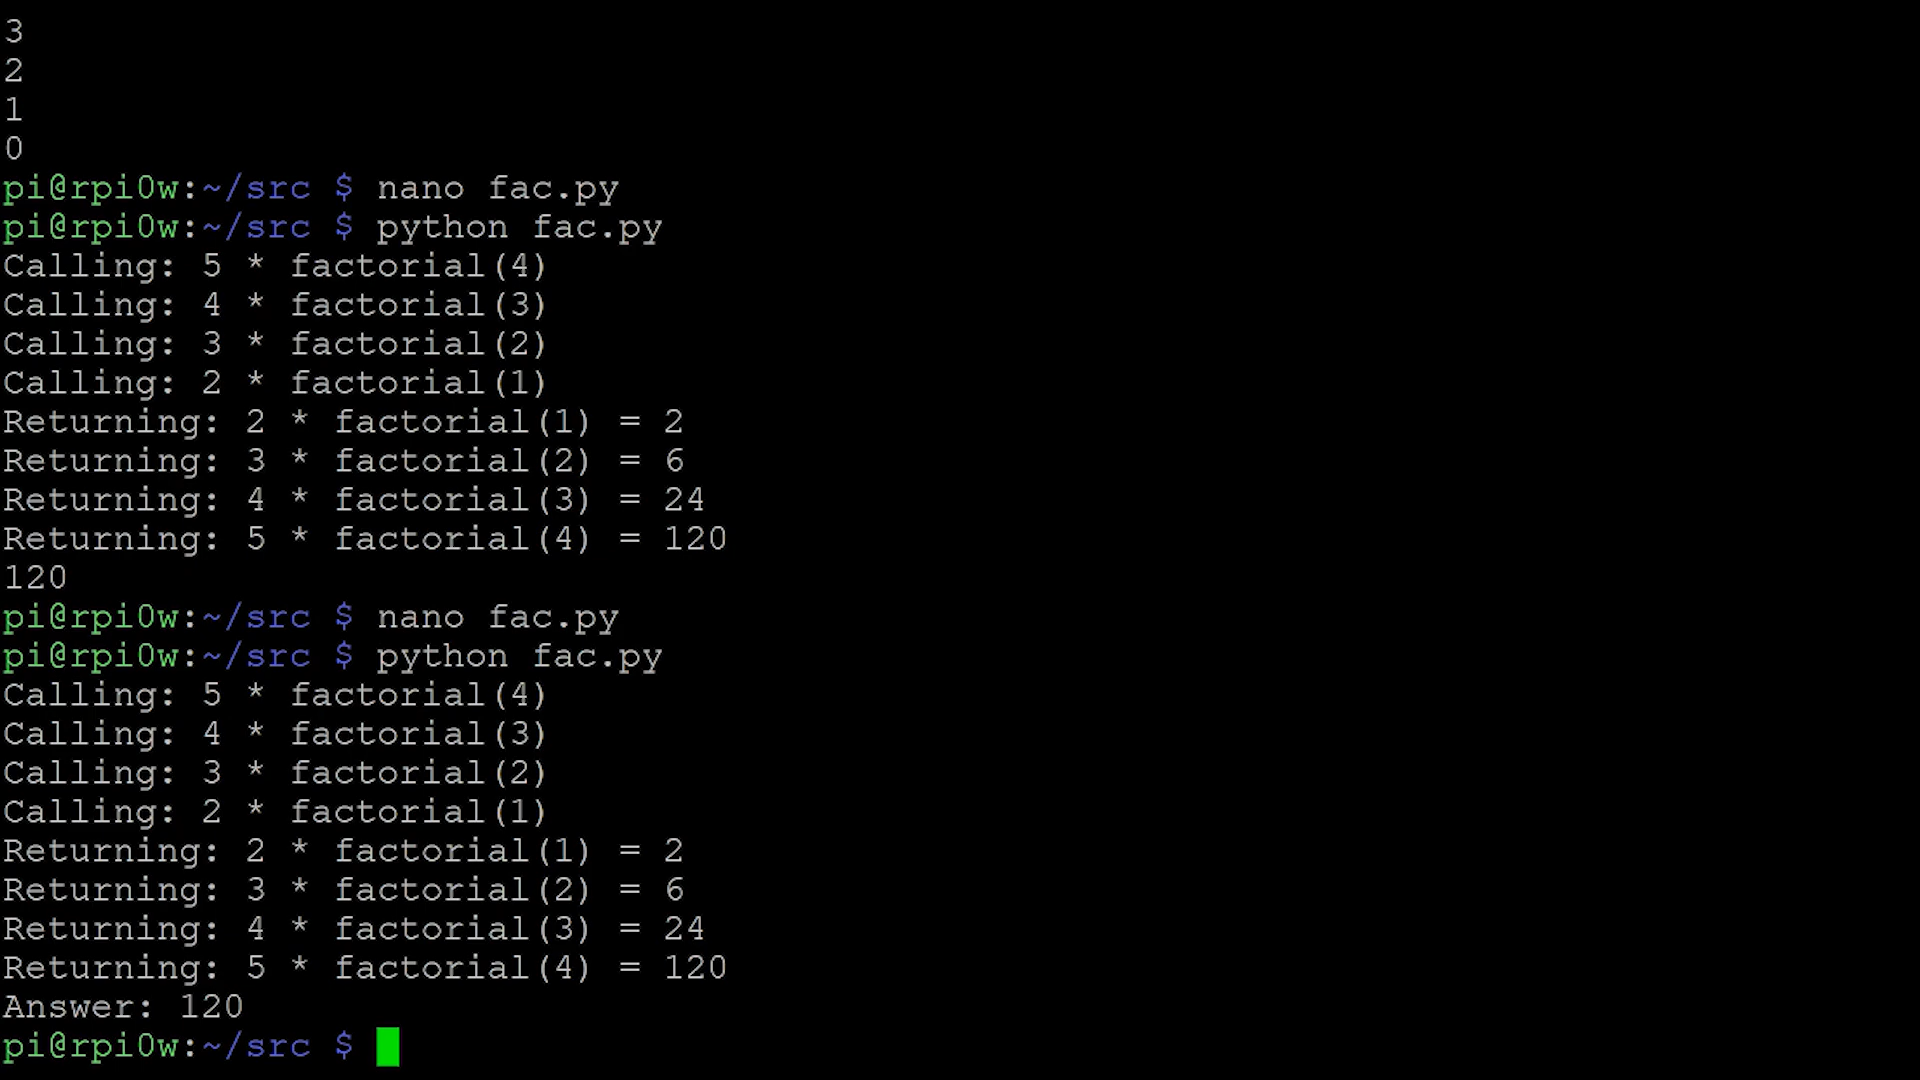 3
2
1
0
pi@rpi0w:~/src $ nano fac.py
pi@rpi0w:~/src $ python fac.py
Calling: 5 * factorial(4)
Calling: 4 * factorial(3)
Calling: 3 * factorial(2)
Calling: 2 * factorial(1)
Returning: 2 * factorial(1) = 2
Returning: 3 * factorial(2) = 6
Returning: 4 * factorial(3) = 24
Returning: 5 * factorial(4) = 120
120
pi@rpi0w:~/src $ nano fac.py
pi@rpi0w:~/src $ python fac.py
Calling: 5 * factorial(4)
Calling: 4 * factorial(3)
Calling: 3 * factorial(2)
Calling: 2 * factorial(1)
Returning: 2 * factorial(1) = 2
Returning: 3 * factorial(2) = 6
Returning: 4 * factorial(3) = 24
Returning: 5 * factorial(4) = 120
Answer: 120
pi@rpi0w:~/src $